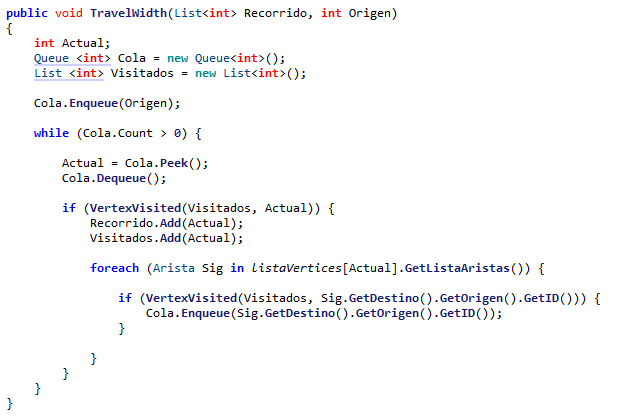 public void TravelWidth(List<int> Recorrido, int Origen)
{
    int Actual;
    Queue <int> Cola = new Queue<int>();
    List <int> Visitados = new List<int>();

    Cola.Enqueue(Origen);

    while (Cola.Count > 0) {

        Actual = Cola.Peek();
        Cola.Dequeue();

        if (VertexVisited(Visitados, Actual)) {
            Recorrido.Add(Actual);
            Visitados.Add(Actual);

            foreach (Arista Sig in listaVertices[Actual].GetListaAristas()) {

                if (VertexVisited(Visitados, Sig.GetDestino().GetOrigen().GetID())) {
                    Cola.Enqueue(Sig.GetDestino().GetOrigen().GetID());
                }

            }
        }
    }
}